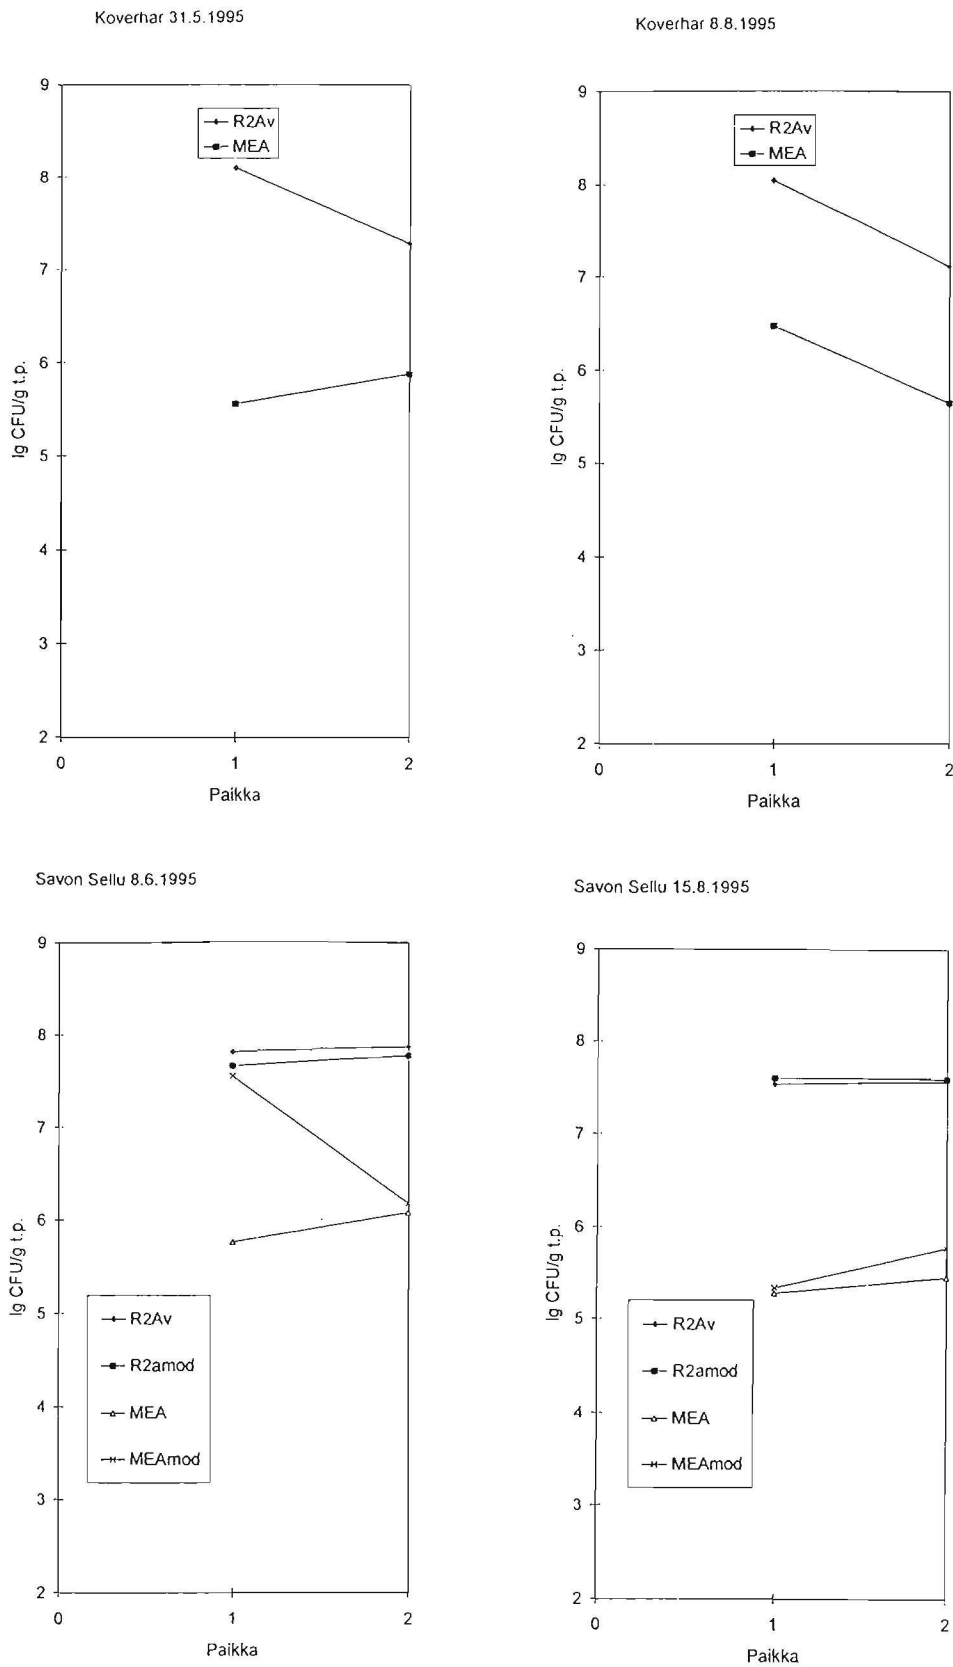 Koverhar 31.5.1995
9
8
7
6
5
4
3
2
lg CFU/g t.p.
R2Av
MEA
0
1
2
Paikka
Koverhar 8.8.1995
9
8
7
6
5
4
3
2
lg CFU/g t.p.
R2Av
MEA
0
1
2
Paikka
Savon Sellu 8.6.1995
9
8
7
6
5
4
3
2
lg CFU/g t.p.
R2Av
R2amod
MEA
MEAmod
0
1
2
Paikka
Savon Sellu 15.8.1995
9
8
7
6
5
4
3
2
lg CFU/g t.p.
R2Av
R2amod
MEA
MEAmod
0
1
2
Paikka